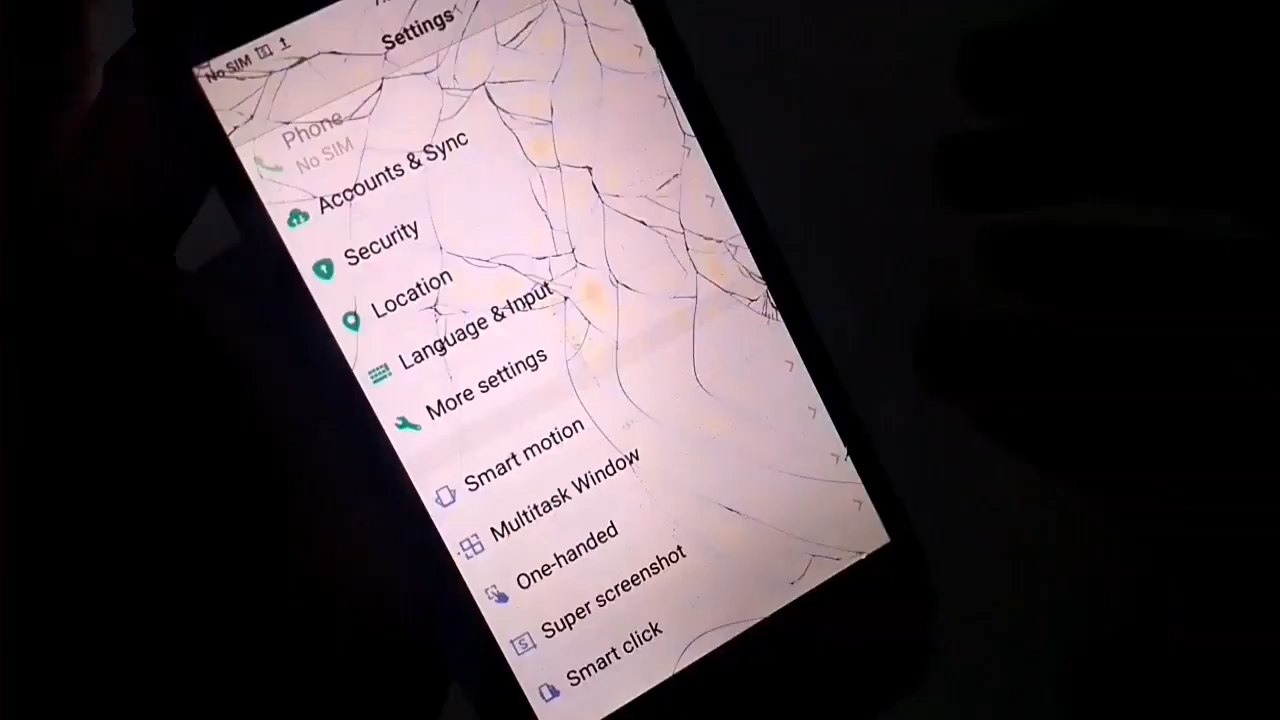 No SIM
Settings
Phone
No SIM
Accounts & Sync
Security
Location
Language & Input
More settings
Smart motion
Multitask Window
One-handed
Super screenshot
S
Smart click